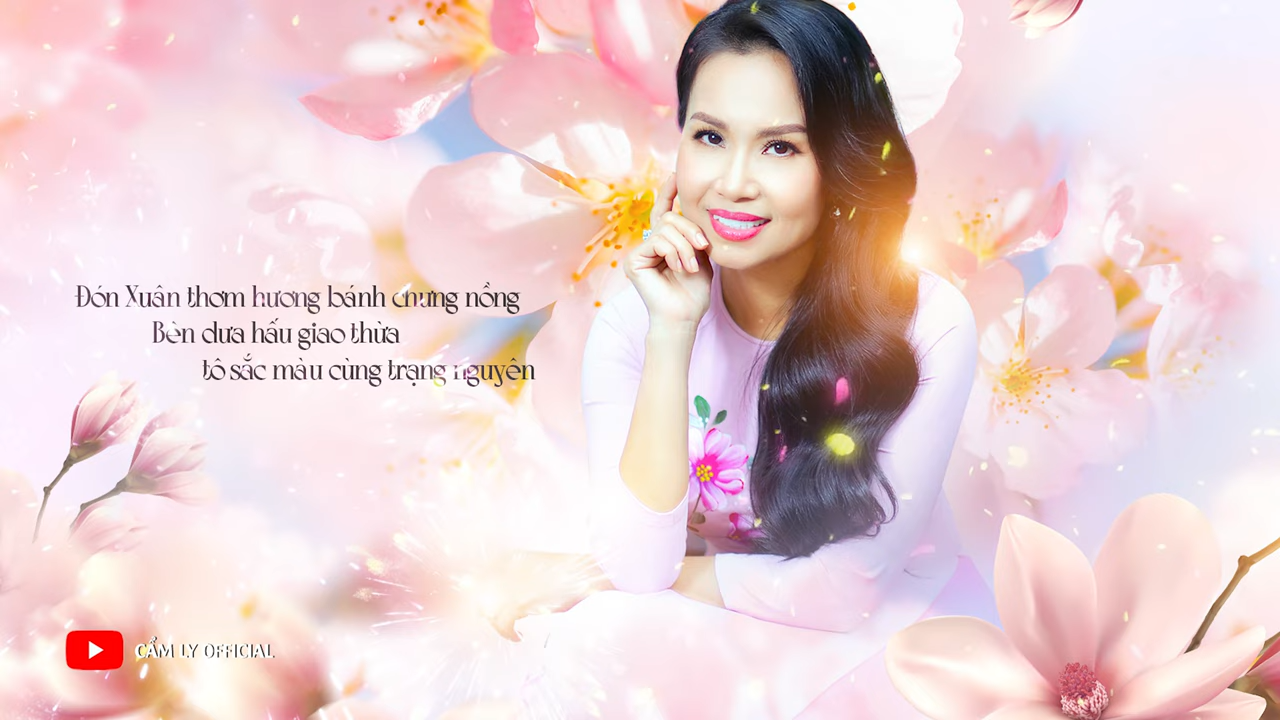 Đón Xuân thơm hương bánh chưng nồng
Bèn dưa hấu giao thừa
tô sắc màu cùng trạng nguyên
CẨM LY OFFICIAL